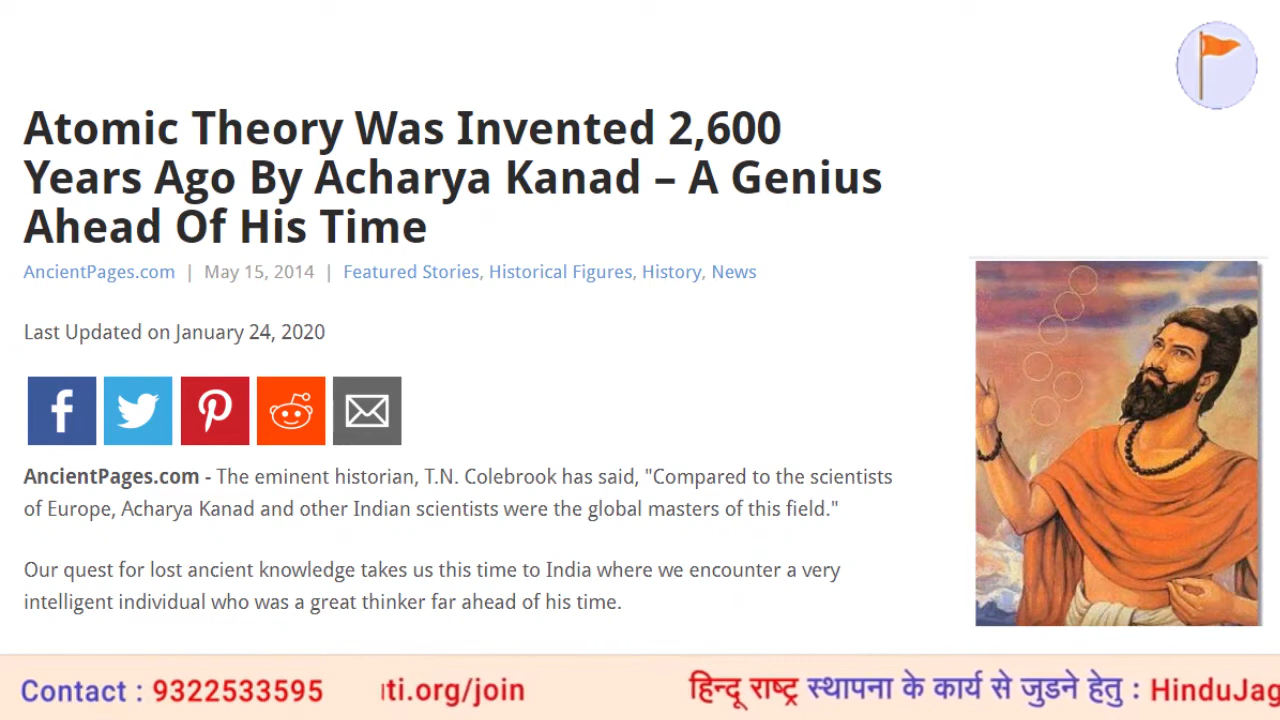 Atomic Theory Was Invented 2,600
Years Ago By Acharya Kanad – A Genius
Ahead Of His Time
AncientPages.com | May 15, 2014 | Featured Stories, Historical Figures, History, News
Last Updated on January 24, 2020
AncientPages.com - The eminent historian, T.N. Colebrook has said, "Compared to the scientists
of Europe, Acharya Kanad and other Indian scientists were the global masters of this field."
Our quest for lost ancient knowledge takes us this time to India where we encounter a very
intelligent individual who was a great thinker far ahead of his time.
Contact : 9322533595 ti.org/join हिन्दू राष्ट्र स्थापना के कार्य से जुडने हेतु : HinduJag